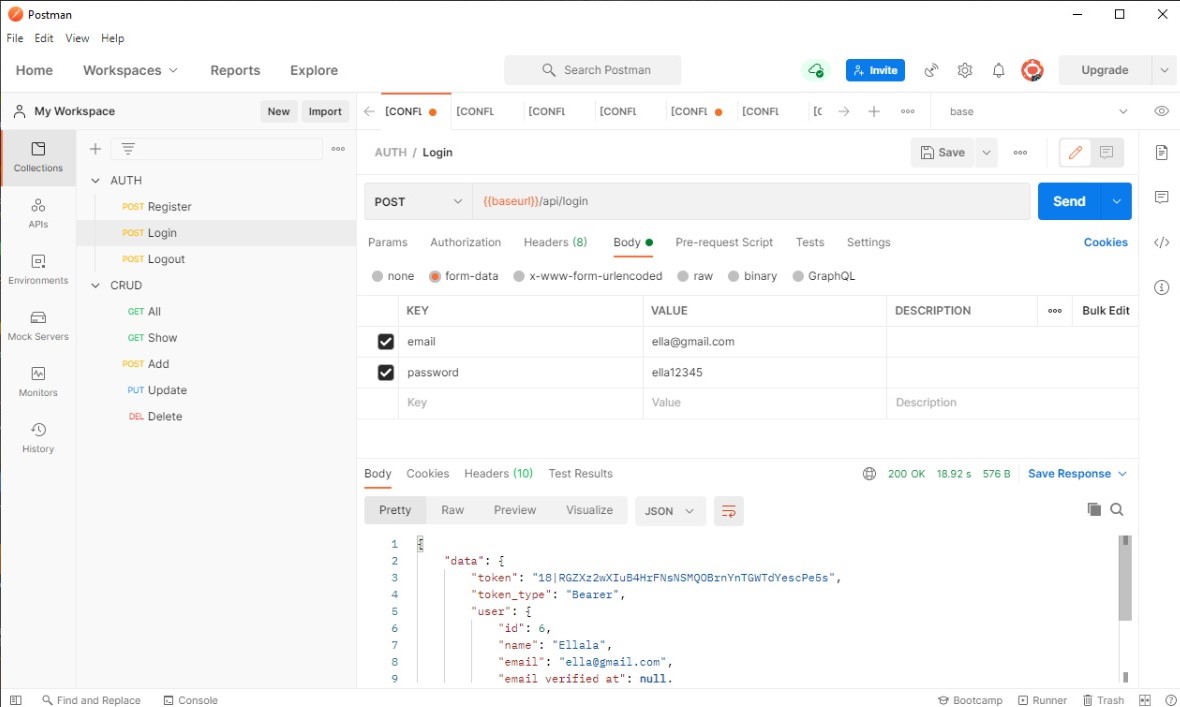 Postman
File Edit View Help
Home Workspaces Reports Explore Search Postman Invite Upgrade
My Workspace New Import [CONFL [CONFL [CONFL [CONFL [CONFL [CONFL [C base
Collections
APIs
Environments
Mock Servers
Monitors
History
AUTH
POST Register
POST Login
POST Logout
CRUD
GET All
GET Show
POST Add
PUT Update
DEL Delete
AUTH / Login Save
POST {{baseurl}}/api/login Send
Params Authorization Headers (8) Body Pre-request Script Tests Settings Cookies
none form-data x-www-form-urlencoded raw binary GraphQL
KEY VALUE DESCRIPTION Bulk Edit
email ella@gmail.com
password ella12345
Key Value Description
Body Cookies Headers (10) Test Results 200 OK 18.92 s 576 B Save Response
Pretty Raw Preview Visualize JSON
1 {
2 "data": {
3 "token": "18|RGZXz2wXIuB4HrFNsNSMQOBrnYnTGWTdYescPe5s",
4 "token_type": "Bearer",
5 "user": {
6 "id": 6,
7 "name": "Ellala",
8 "email": "ella@gmail.com",
9 "email_verified_at": null,
Find and Replace Console Bootcamp Runner Trash